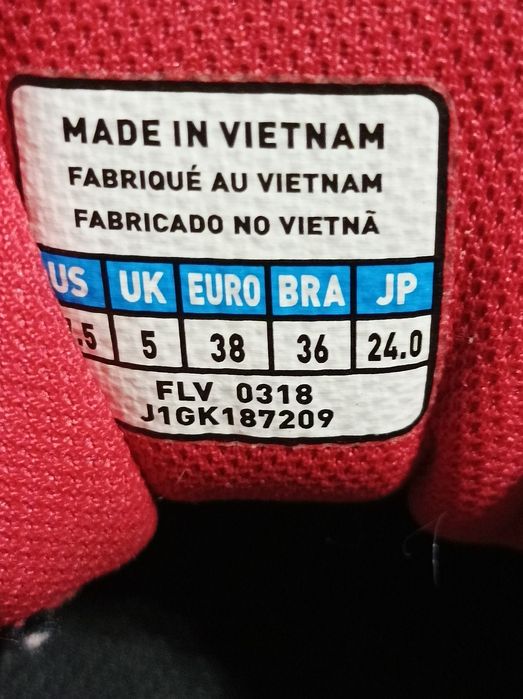 MADE IN VIETNAM
FABRIQUÉ AU VIETNAM
FABRICADO NO VIETNÃ
US UK EURO BRA JP
.5 5 38 36 24.0
FLV 0318
J1GK187209